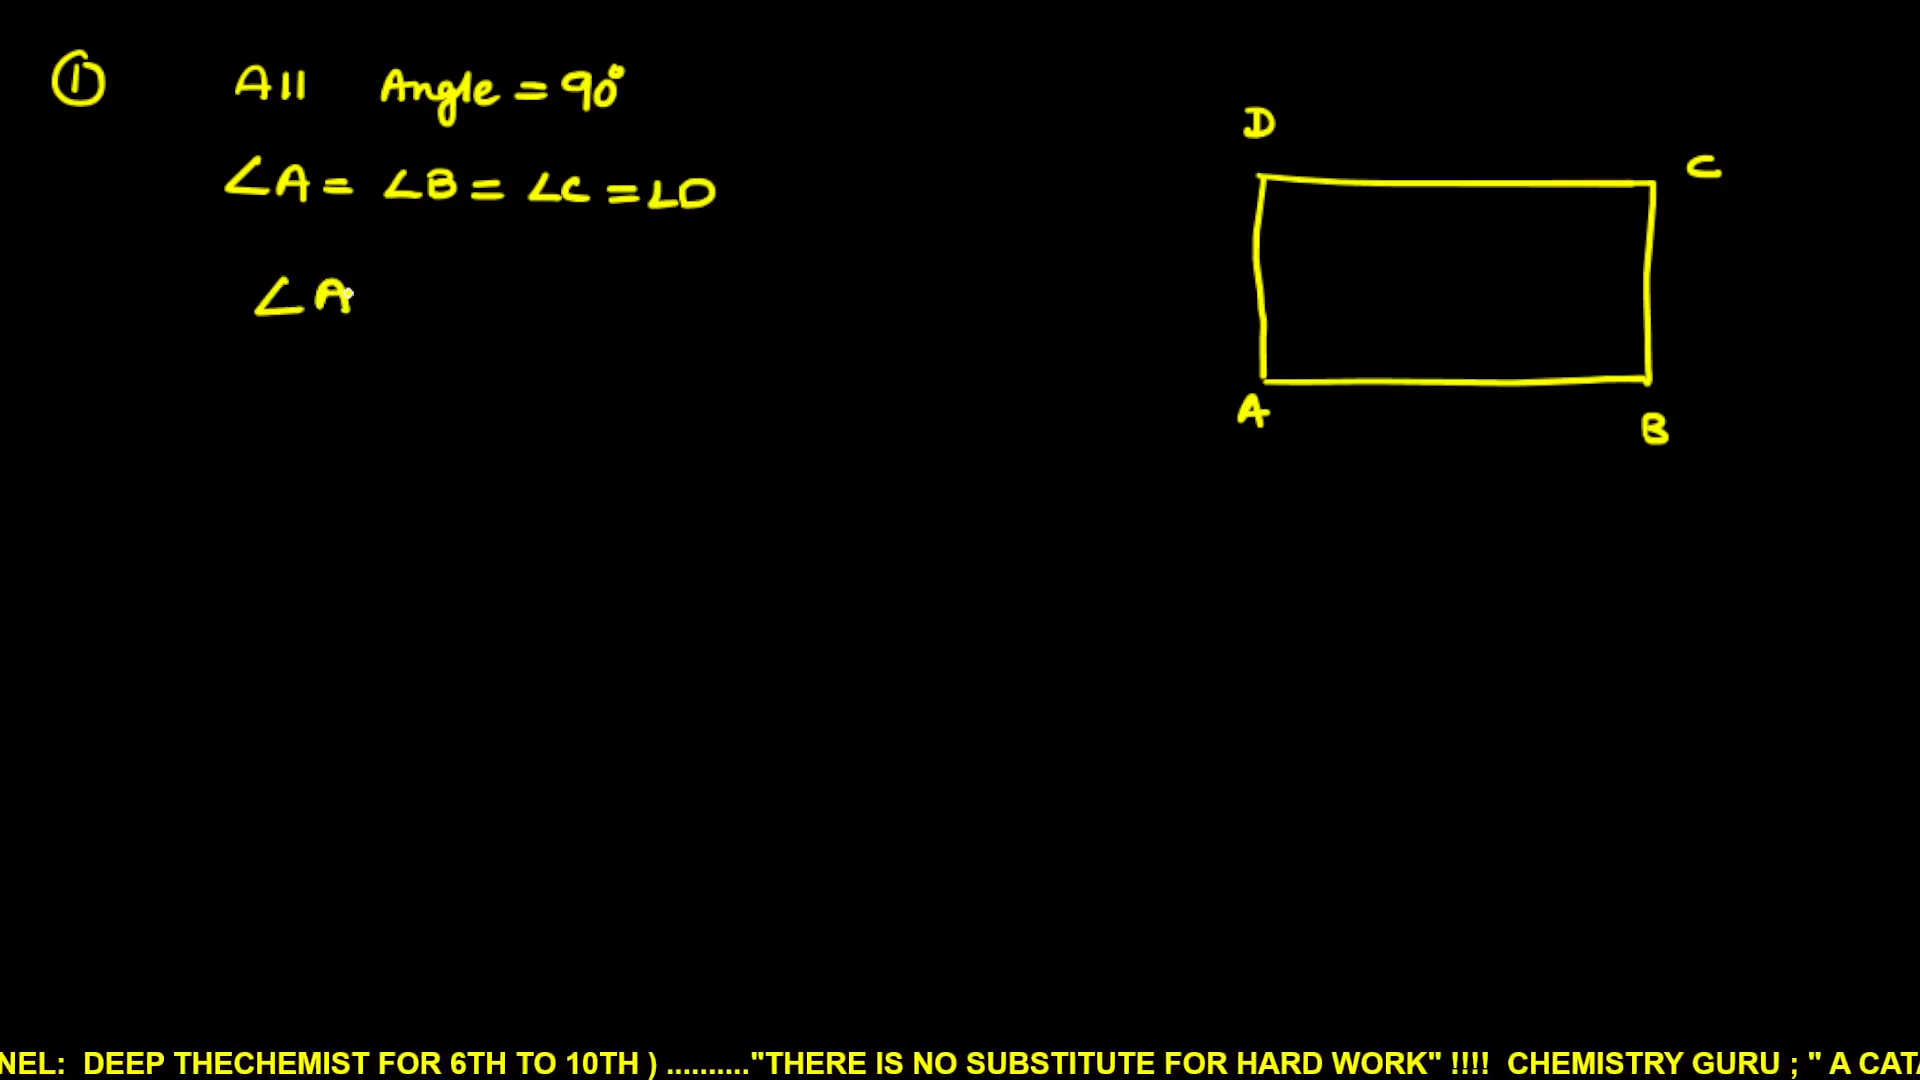 ① All Angle = 90°
∠A = ∠B = ∠C = ∠D
∠A
D
C
A
B
NEL: DEEP THECHEMIST FOR 6TH TO 10TH ) .........."THERE IS NO SUBSTITUTE FOR HARD WORK" !!!! CHEMISTRY GURU ; " A CATA